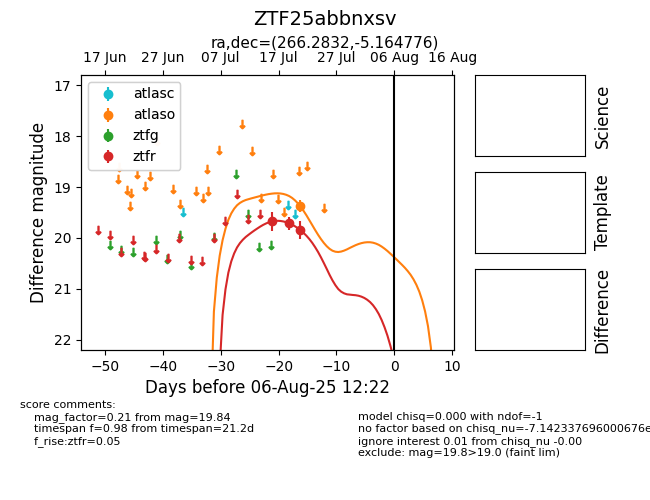 ZTF25abbnxsv
ra,dec=(266.2832,-5.164776)
17 Jun 27 Jun 07 Jul 17 Jul 27 Jul 06 Aug 16 Aug
17
18
19
20
21
22
Difference magnitude
atlasc
atlaso
ztfg
ztfr
−50 −40 −30 −20 −10 0 10
Days before 06-Aug-25 12:22
Science
Template
Difference
score comments:
mag_factor=0.21 from mag=19.84
timespan f=0.98 from timespan=21.2d
f_rise:ztfr=0.05
model chisq=0.000 with ndof=-1
no factor based on chisq_nu=-7.142337696000676e
ignore interest 0.01 from chisq_nu -0.00
exclude: mag=19.8>19.0 (faint lim)